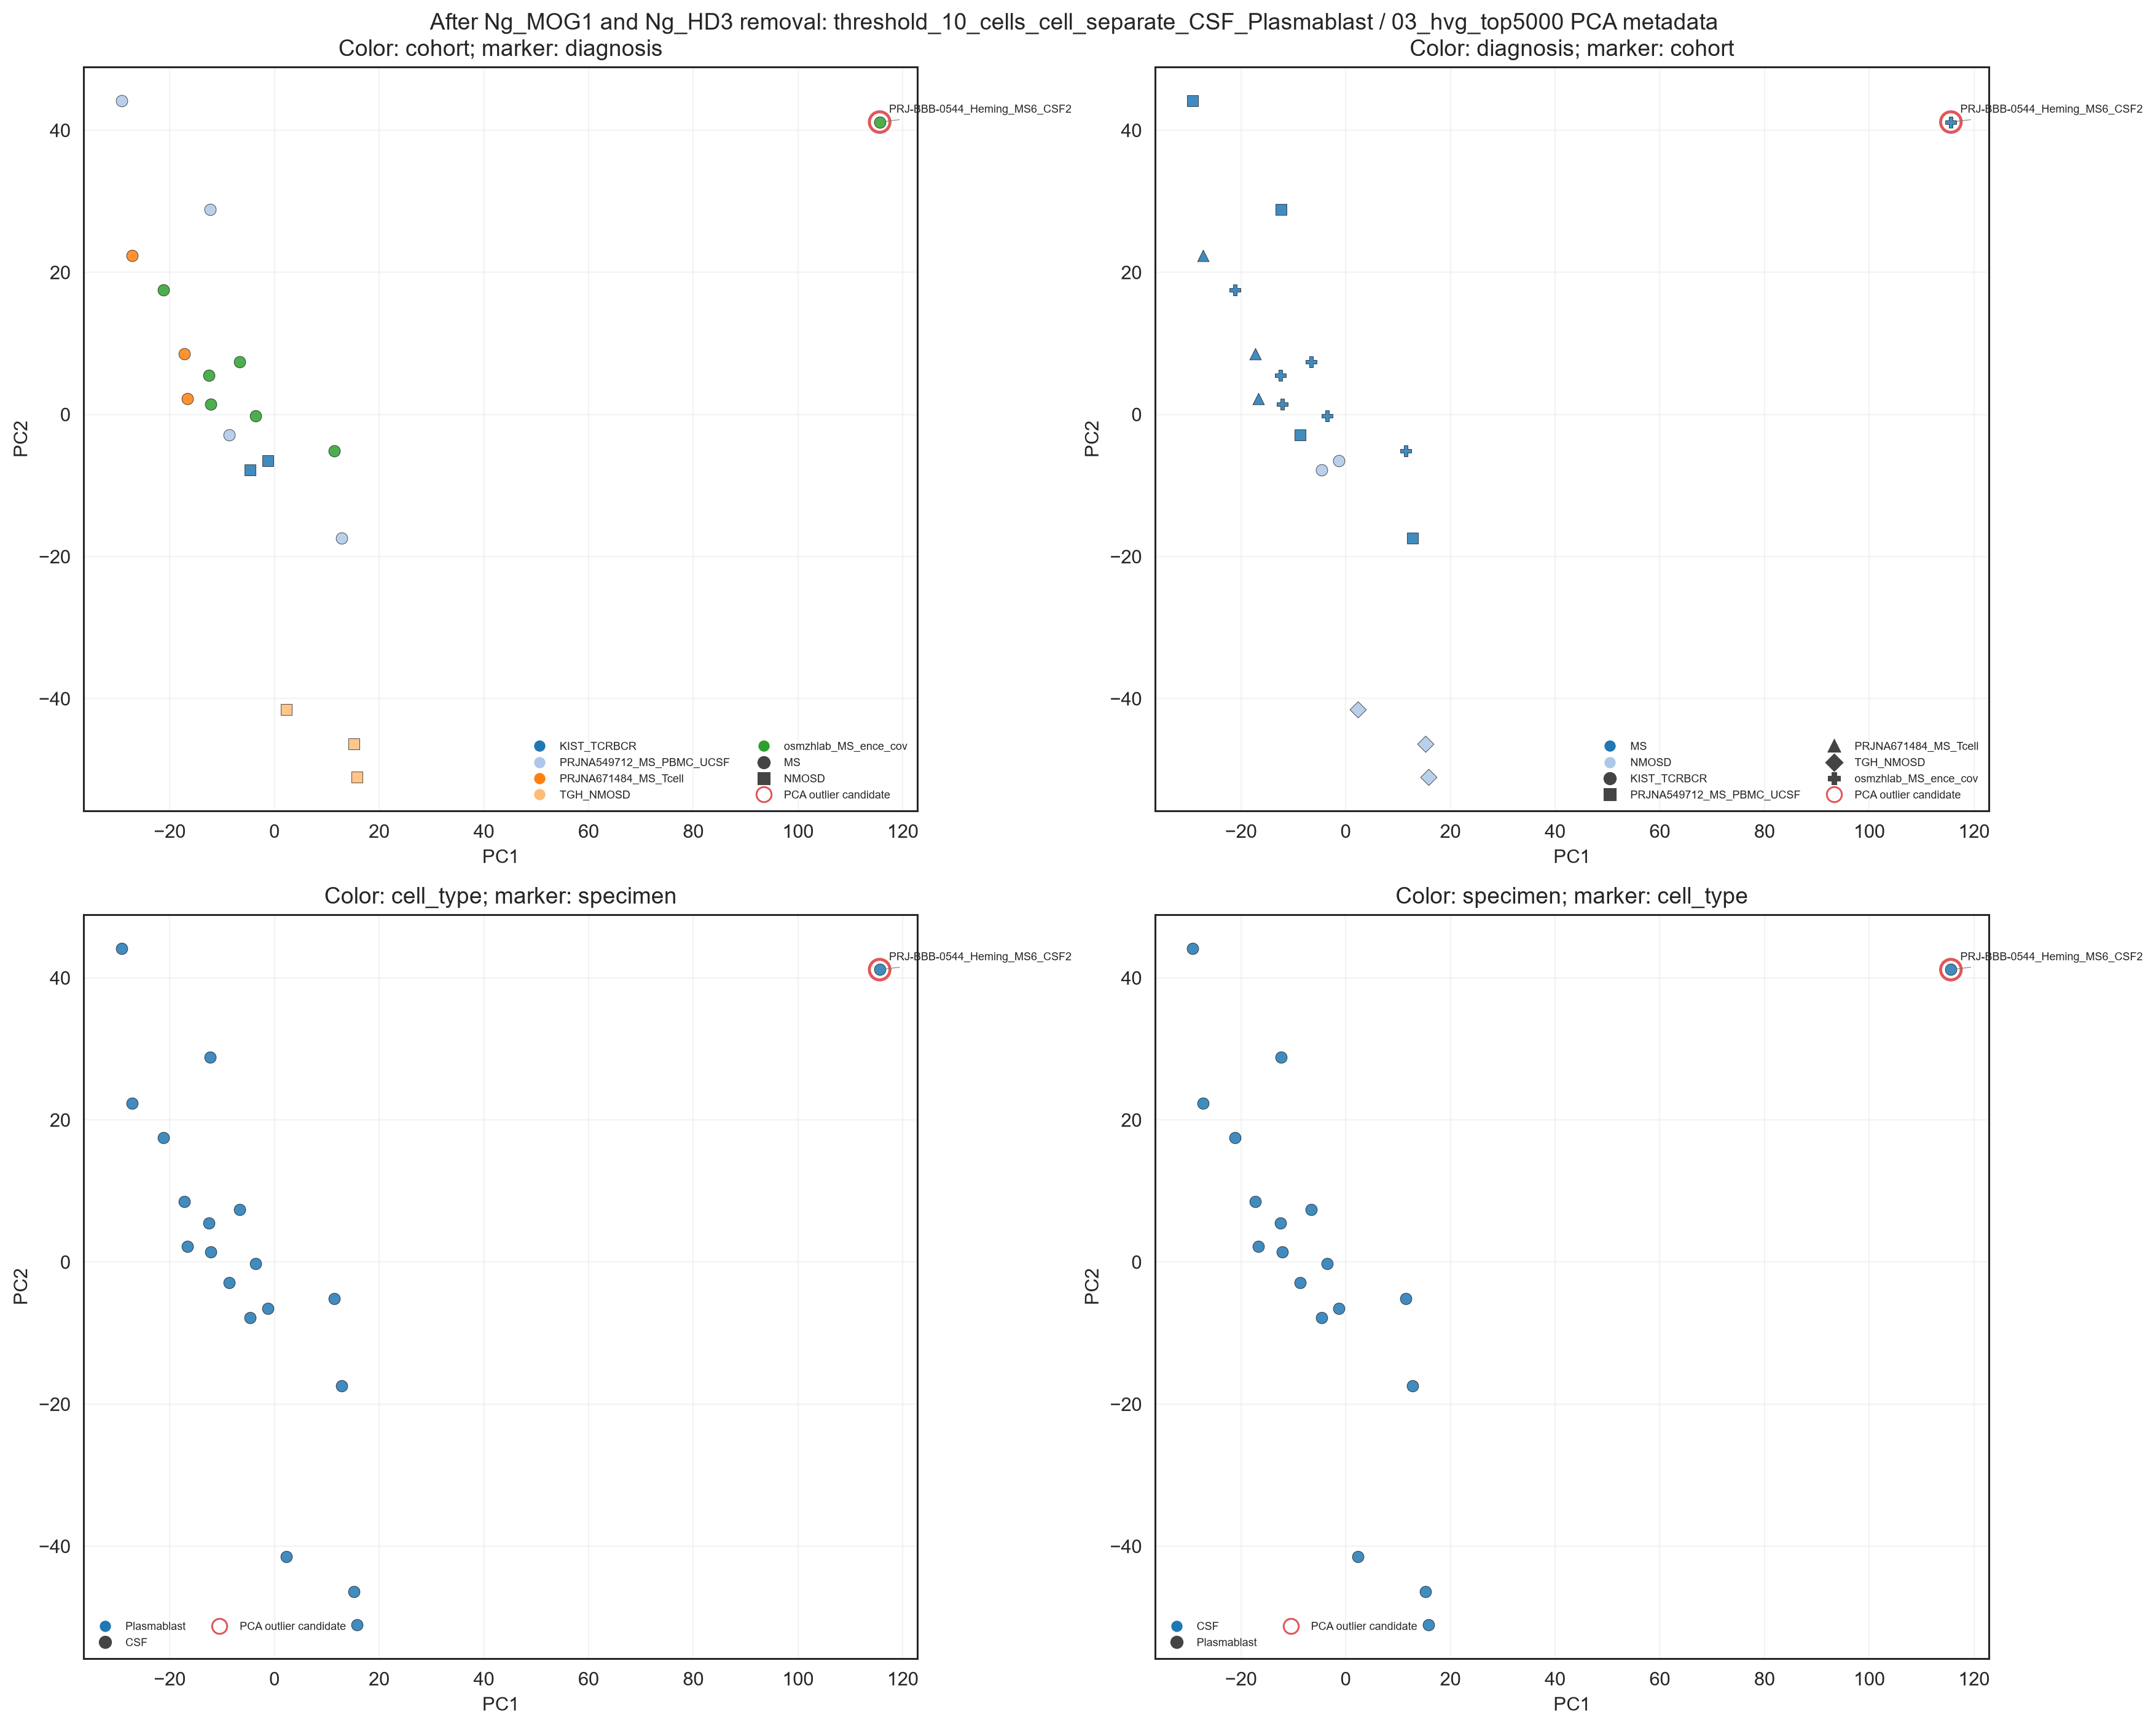 After Ng_MOG1 and Ng_HD3 removal: threshold_10_cells_cell_separate_CSF_Plasmablast / 03_hvg_top5000 PCA metadata
Color: cohort; marker: diagnosis
PRJ-BBB-0544_Heming_MS6_CSF2
40
20
0
−20
−40
PC2
−20 0 20 40 60 80 100 120
PC1
KIST_TCRBCR
PRJNA549712_MS_PBMC_UCSF
PRJNA671484_MS_Tcell
TGH_NMOSD
osmzhlab_MS_ence_cov
MS
NMOSD
PCA outlier candidate
Color: diagnosis; marker: cohort
PRJ-BBB-0544_Heming_MS6_CSF2
40
20
0
−20
−40
PC2
−20 0 20 40 60 80 100 120
PC1
MS
NMOSD
KIST_TCRBCR
PRJNA549712_MS_PBMC_UCSF
PRJNA671484_MS_Tcell
TGH_NMOSD
osmzhlab_MS_ence_cov
PCA outlier candidate
Color: cell_type; marker: specimen
PRJ-BBB-0544_Heming_MS6_CSF2
40
20
0
−20
−40
PC2
−20 0 20 40 60 80 100 120
PC1
Plasmablast
CSF
PCA outlier candidate
Color: specimen; marker: cell_type
PRJ-BBB-0544_Heming_MS6_CSF2
40
20
0
−20
−40
PC2
−20 0 20 40 60 80 100 120
PC1
CSF
Plasmablast
PCA outlier candidate